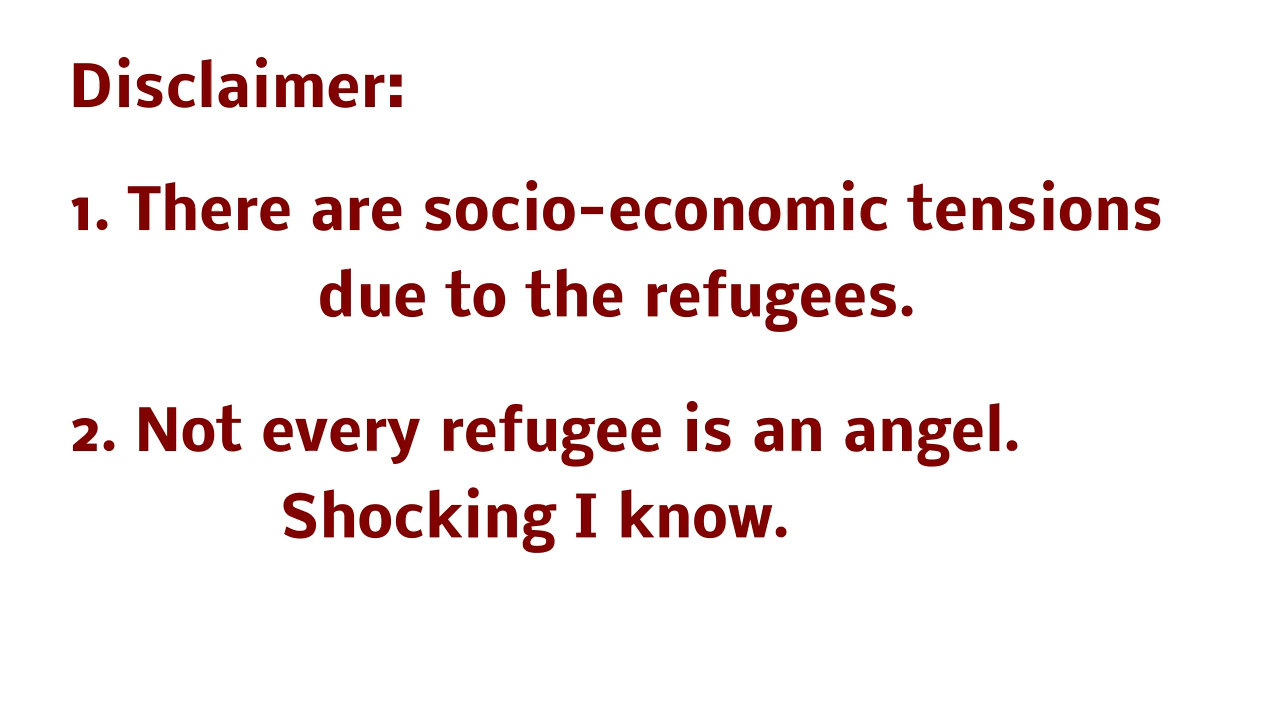 Disclaimer:
1. There are socio-economic tensions
due to the refugees.
2. Not every refugee is an angel.
Shocking I know.